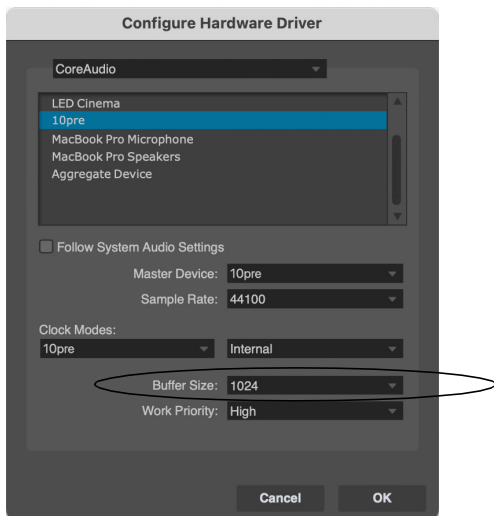 Configure Hardware Driver
CoreAudio
LED Cinema
10pre
MacBook Pro Microphone
MacBook Pro Speakers
Aggregate Device
Follow System Audio Settings
Master Device: 10pre
Sample Rate: 44100
Clock Modes:
10pre Internal
Buffer Size: 1024
Work Priority: High
Cancel OK